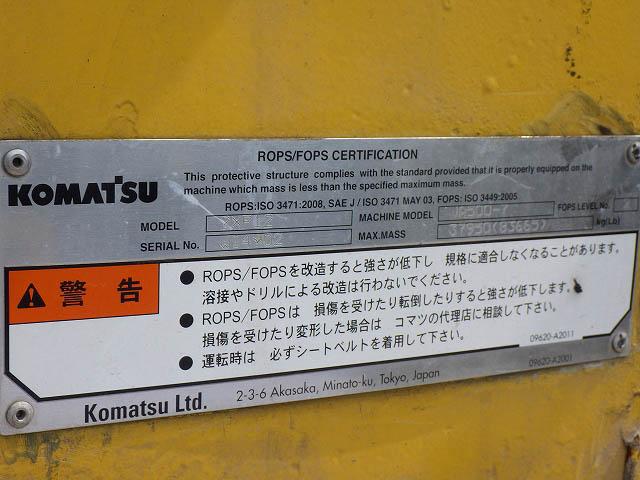 ROPS/FOPS CERTIFICATION
KOMATSU
This protective structure complies with the standard provided that it is properly equipped on the
machine which mass is less than the specified maximum mass.
ROPS:ISO 3471:2008, SAE J / ISO 3471 MAY 03, FOPS: ISO 3449:2005
MODEL MACHINE MODEL FOPS LEVEL No.
SERIAL No. MAX.MASS 37950(83665) kg(Lb)
警告
● ROPS/FOPSを改造すると強さが低下し 規格に適合しなくなることがあります。
溶接やドリルによる改造は行わないでください。
● ROPS/FOPSは 損傷を受けたり転倒したりすると強さが低下します。
損傷を受けたり変形した場合は コマツの代理店に相談して下さい。
● 運転時は 必ずシートベルトを着用して下さい。
09620-A2011
09620-A2001
Komatsu Ltd. 2-3-6 Akasaka, Minato-ku, Tokyo, Japan